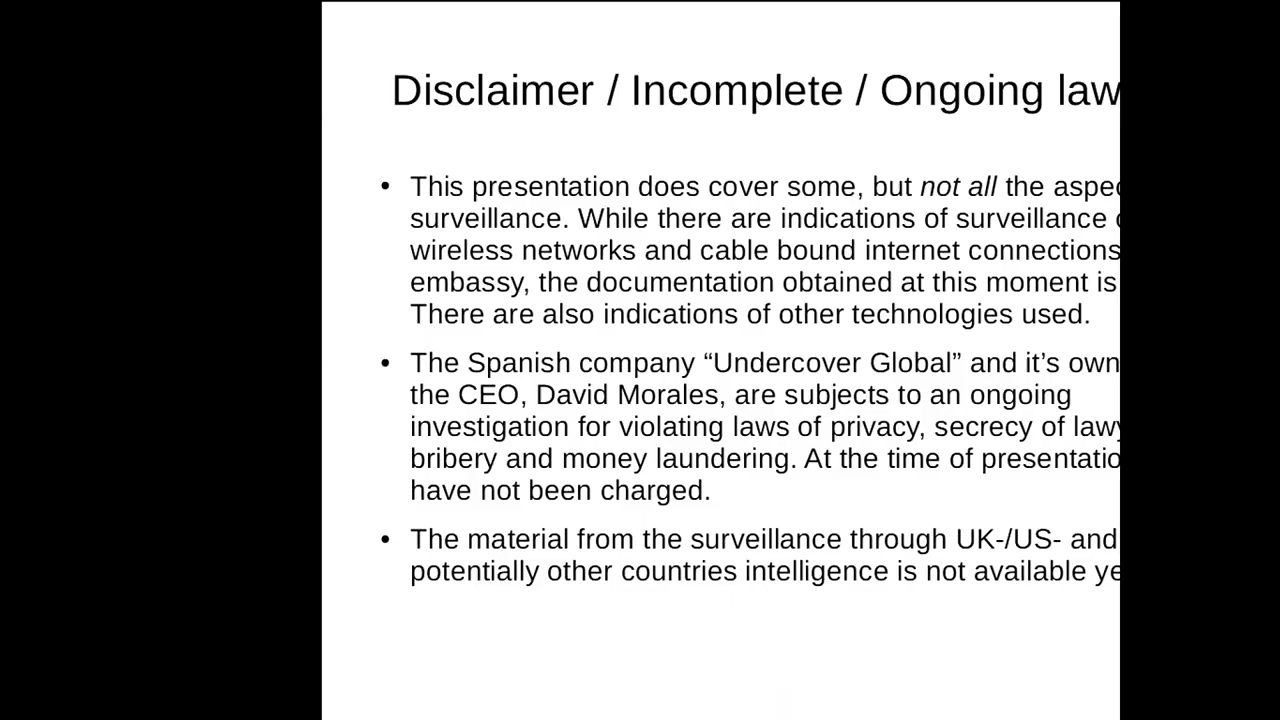 Disclaimer / Incomplete / Ongoing law
• This presentation does cover some, but not all the aspec
surveillance. While there are indications of surveillance
wireless networks and cable bound internet connections
embassy, the documentation obtained at this moment is
There are also indications of other technologies used.
• The Spanish company “Undercover Global” and it’s own
the CEO, David Morales, are subjects to an ongoing
investigation for violating laws of privacy, secrecy of lawy
bribery and money laundering. At the time of presentatio
have not been charged.
• The material from the surveillance through UK-/US- and
potentially other countries intelligence is not available ye